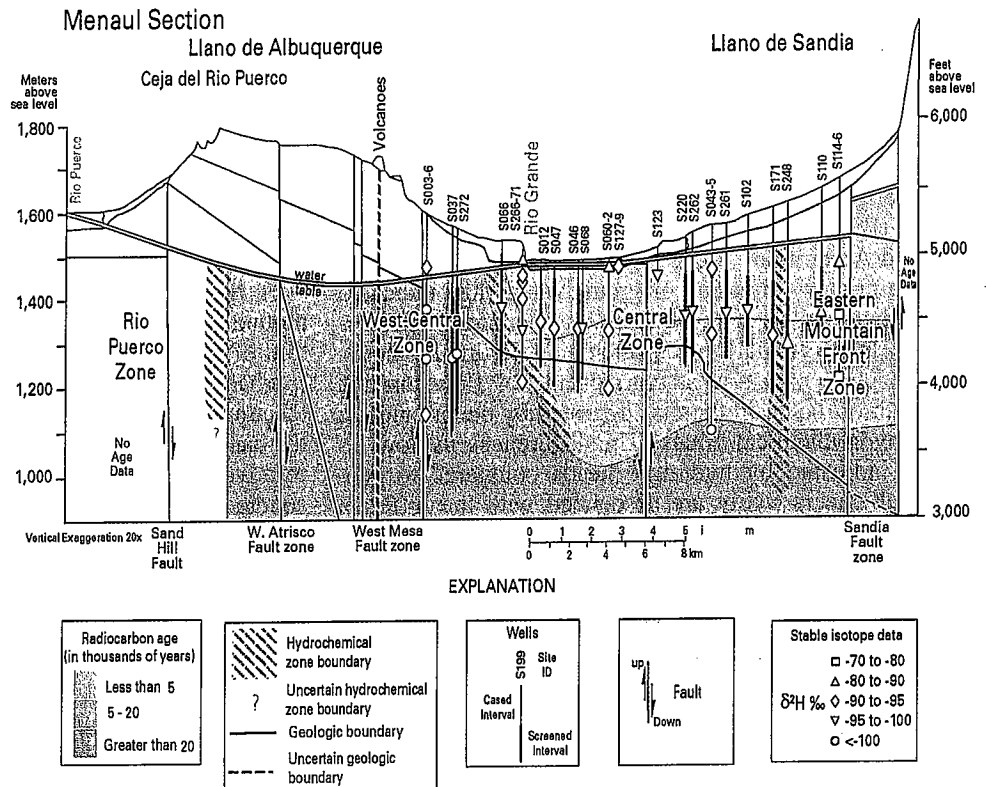 Menaul Section
Llano de Albuquerque
Llano de Sandia
Ceja del Rio Puerco
Meters
above
sea level
Feet
above
sea level
1,800
1,600
1,400
1,200
1,000
6,000
5,000
4,000
3,000
Rio Puerco
Volcanoes
S003-6
S037
S272
S066
S266-71
Rio Grande
S012
S047
S046
S068
S060-2
S127-9
S123
S220
S262
S043-5
S261
S102
S171
S248
S110
S114-6
water
table
No
Age
Data
Rio
Puerco
Zone
West-Central
Zone
Central
Zone
Eastern
Mountain
Front
Zone
?
No
Age
Data
Vertical Exaggeration 20x
Sand
Hill
Fault
W. Atrisco
Fault zone
West Mesa
Fault zone
0 1 2 3 4 5 i m
0 2 4 6 8 km
Sandia
Fault
zone
EXPLANATION
Radiocarbon age
(in thousands of years)
Less than 5
5 - 20
Greater than 20
Hydrochemical
zone boundary
? Uncertain hydrochemical
zone boundary
Geologic boundary
Uncertain geologic
boundary
Wells
S199
Site
ID
Cased
Interval
Screened
Interval
up
Fault
Down
Stable isotope data
δ²H ‰
-70 to -80
-80 to -90
-90 to -95
-95 to -100
<-100